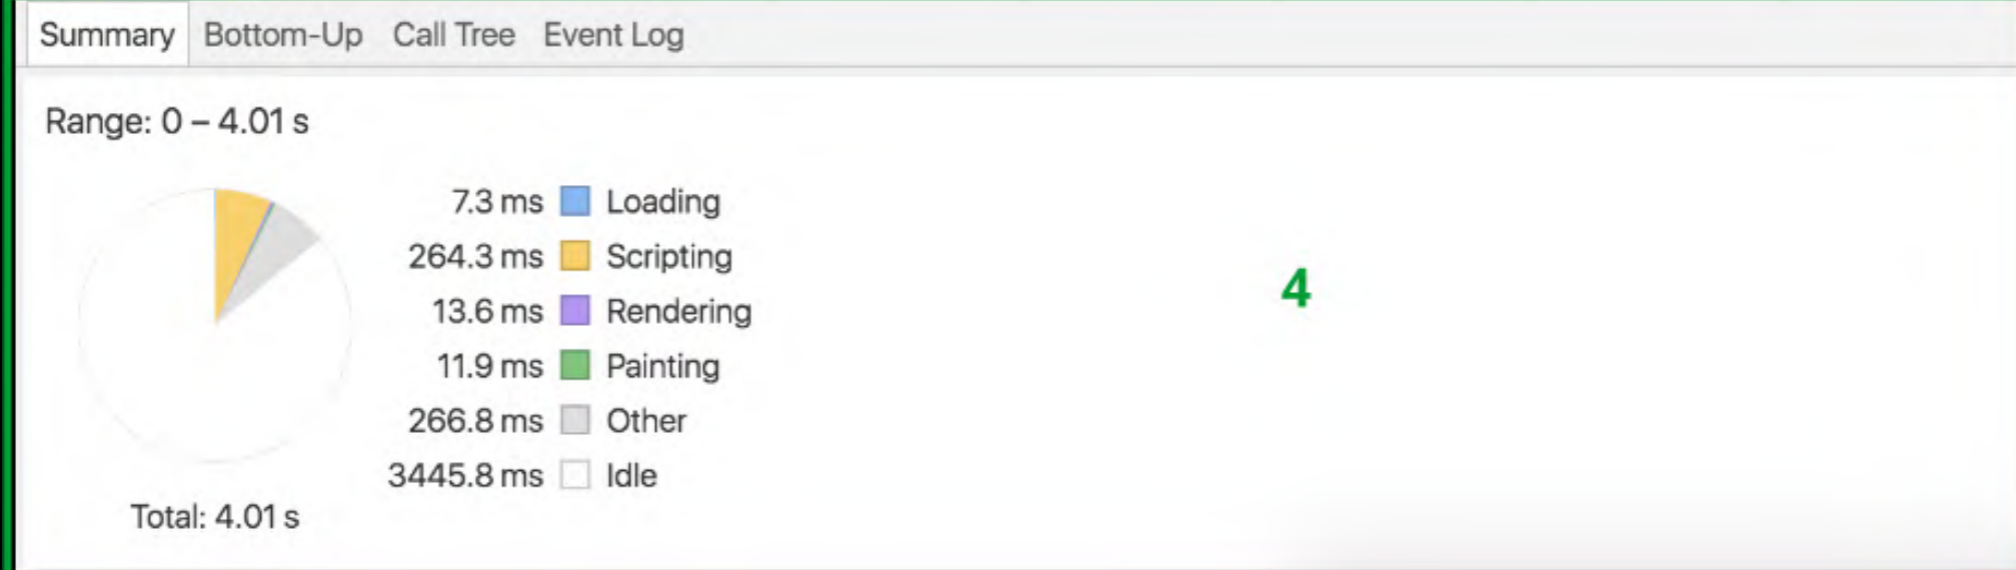 Summary Bottom-Up Call Tree Event Log
Range: 0 – 4.01 s
7.3 ms Loading
264.3 ms Scripting
13.6 ms Rendering
11.9 ms Painting
266.8 ms Other
3445.8 ms Idle
Total: 4.01 s
4